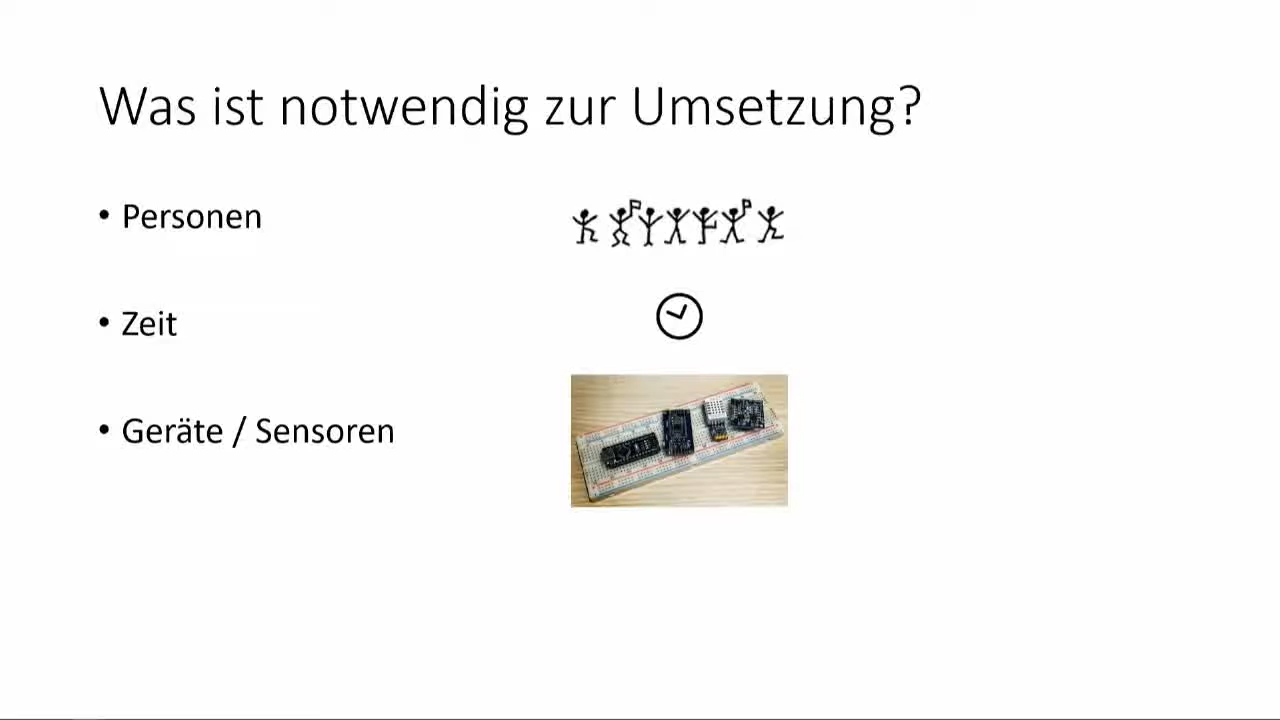 Was ist notwendig zur Umsetzung?
• Personen
• Zeit
• Geräte / Sensoren